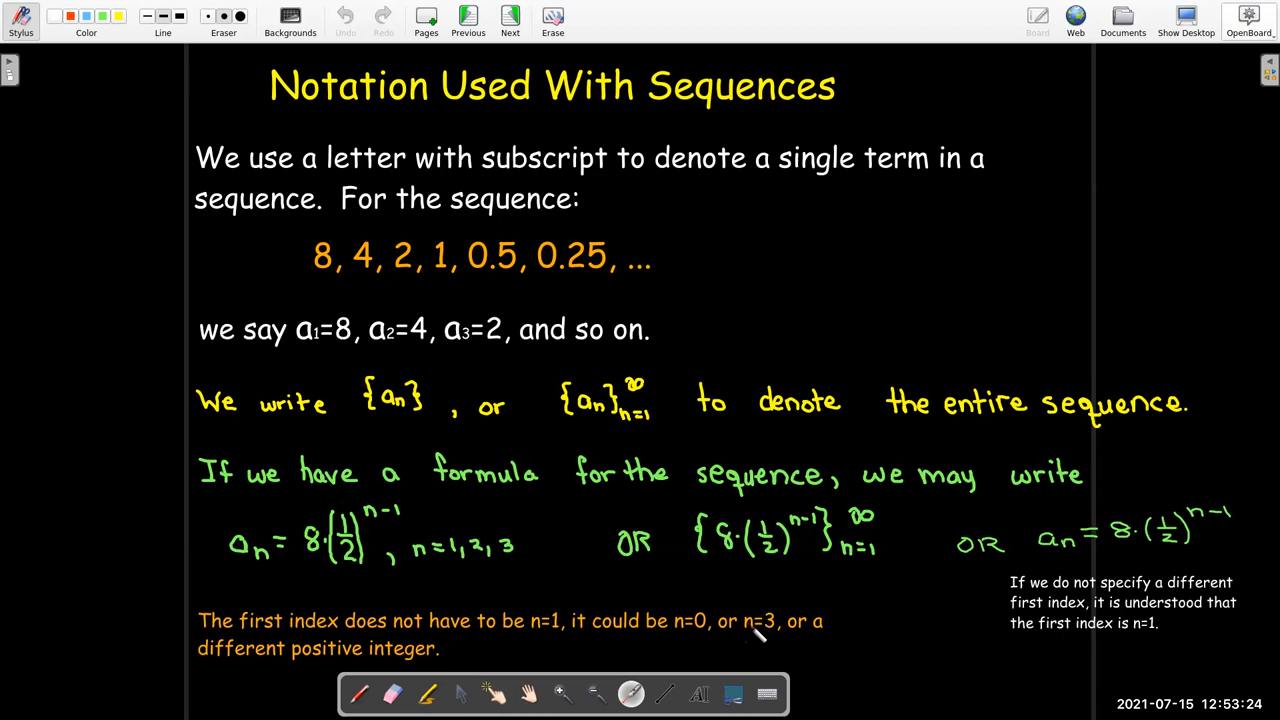 Stylus Color Line Eraser Backgrounds Undo Redo Pages Previous Next Erase Board Web Documents Show Desktop OpenBoard
Notation Used With Sequences
We use a letter with subscript to denote a single term in a
sequence. For the sequence:
8, 4, 2, 1, 0.5, 0.25, ...
we say a₁=8, a₂=4, a₃=2, and so on.
We write {aₙ}, or {aₙ}ₙ₌₁^∞ to denote the entire sequence.
If we have a formula for the sequence, we may write
aₙ = 8·(1/2)^(n-1), n=1,2,3 OR {8·(1/2)^(n-1)}ₙ₌₁^∞ OR aₙ = 8·(1/2)^(n-1)
If we do not specify a different
first index, it is understood that
the first index is n=1.
The first index does not have to be n=1, it could be n=0, or n=3, or a
different positive integer.
AI
2021-07-15 12:53:24